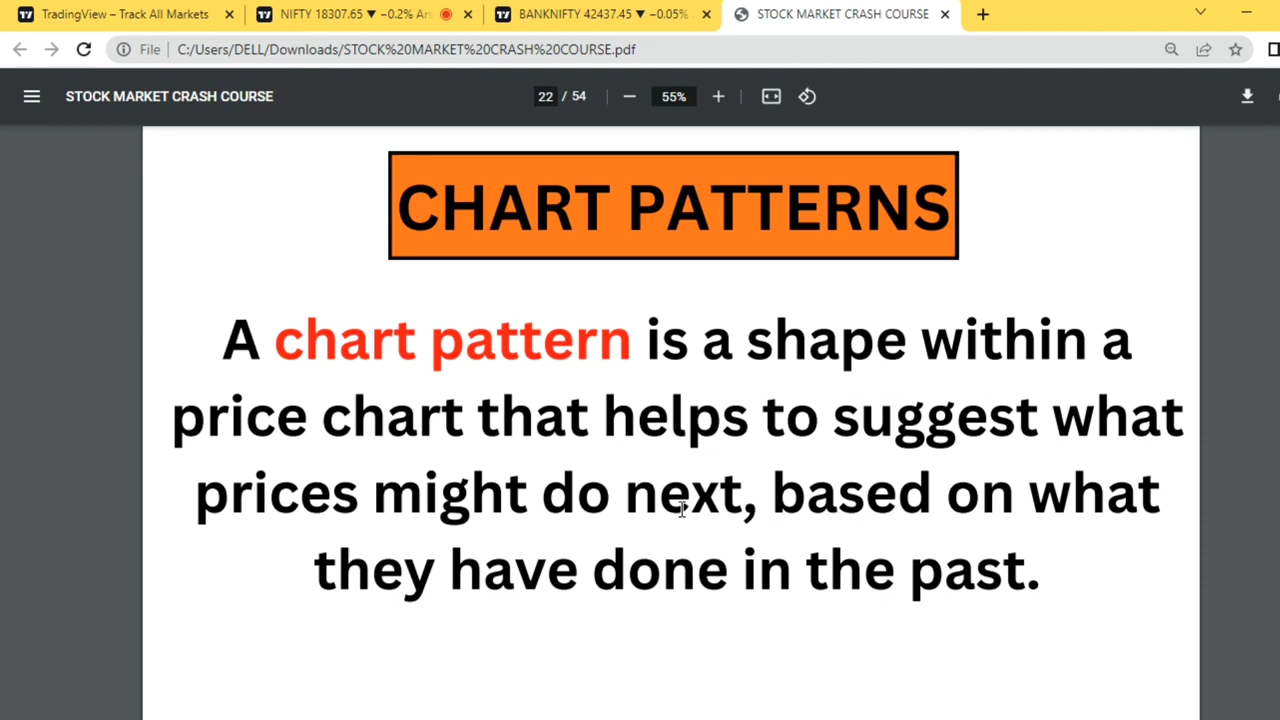 TradingView – Track All Markets
NIFTY 18307.65 ▼ −0.2% An
BANKNIFTY 42437.45 ▼ −0.05%
STOCK MARKET CRASH COURSE
File
C:/Users/DELL/Downloads/STOCK%20MARKET%20CRASH%20COURSE.pdf
STOCK MARKET CRASH COURSE
22 / 54
55%
CHART PATTERNS
A chart pattern is a shape within a
price chart that helps to suggest what
prices might do next, based on what
they have done in the past.